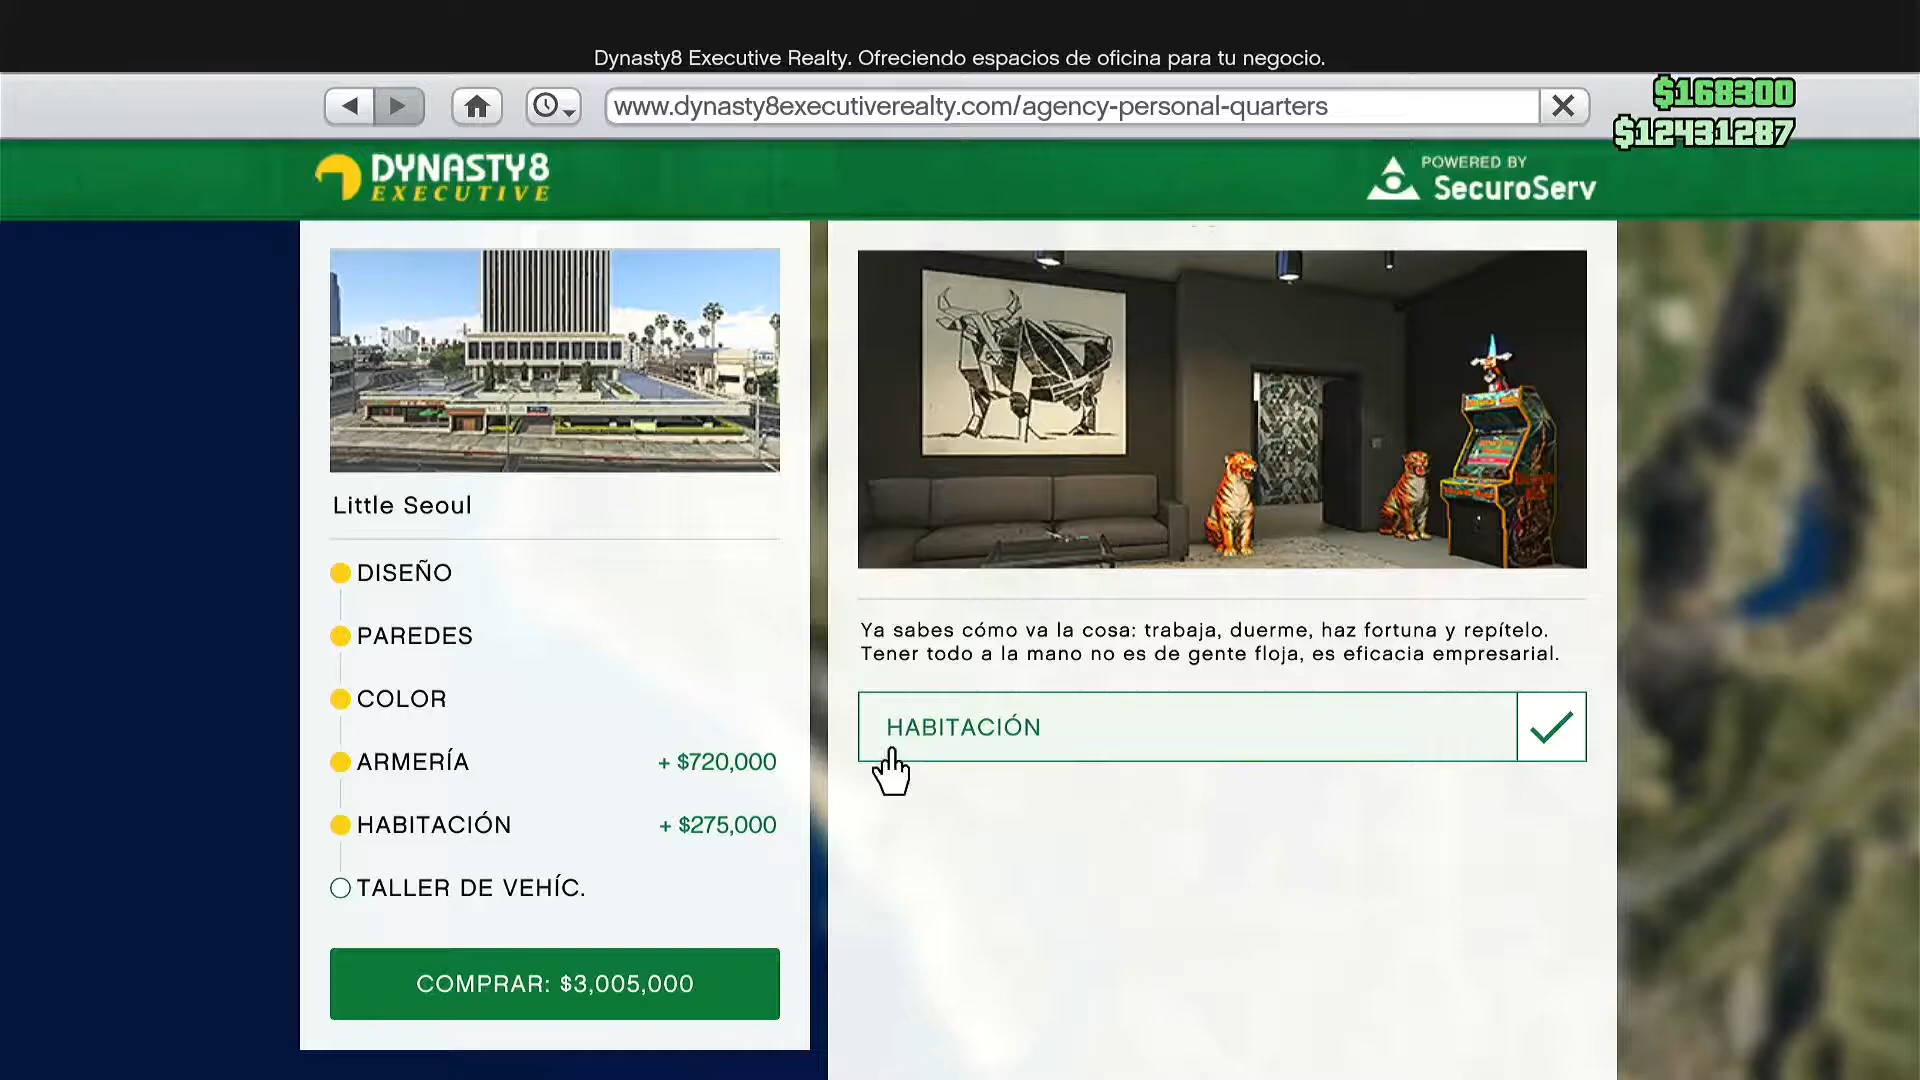 Dynasty8 Executive Realty. Ofreciendo espacios de oficina para tu negocio.
www.dynasty8executiverealty.com/agency-personal-quarters
$168300
$12431287
DYNASTY8
EXECUTIVE
POWERED BY
SecuroServ
Little Seoul
DISEÑO
PAREDES
COLOR
ARMERÍA + $720,000
HABITACIÓN + $275,000
TALLER DE VEHÍC.
COMPRAR: $3,005,000
Ya sabes cómo va la cosa: trabaja, duerme, haz fortuna y repítelo.
Tener todo a la mano no es de gente floja, es eficacia empresarial.
HABITACIÓN